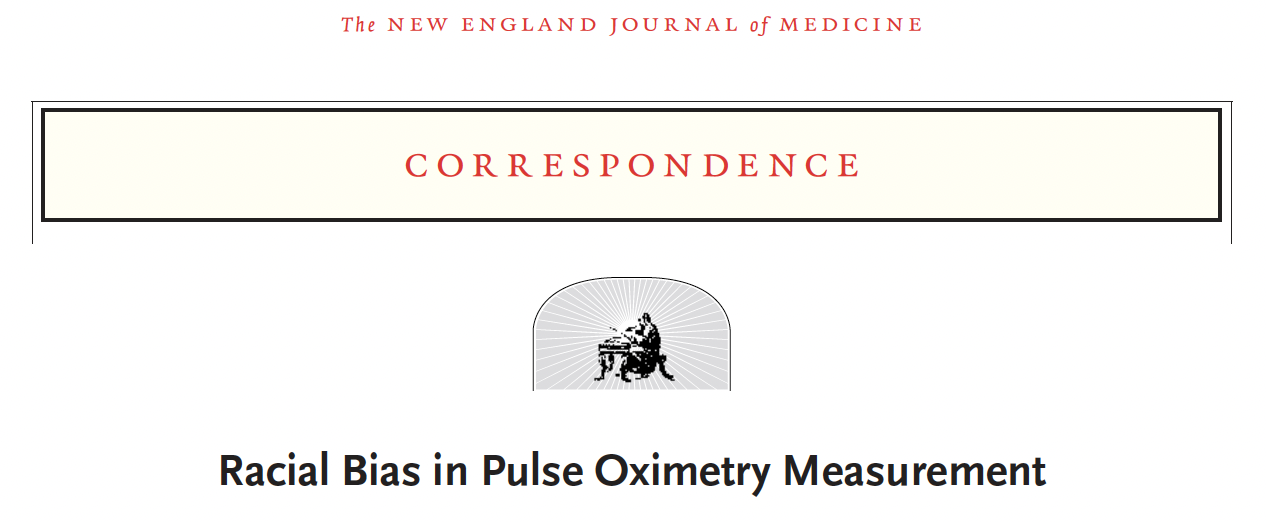 The NEW ENGLAND JOURNAL of MEDICINE
CORRESPONDENCE
Racial Bias in Pulse Oximetry Measurement